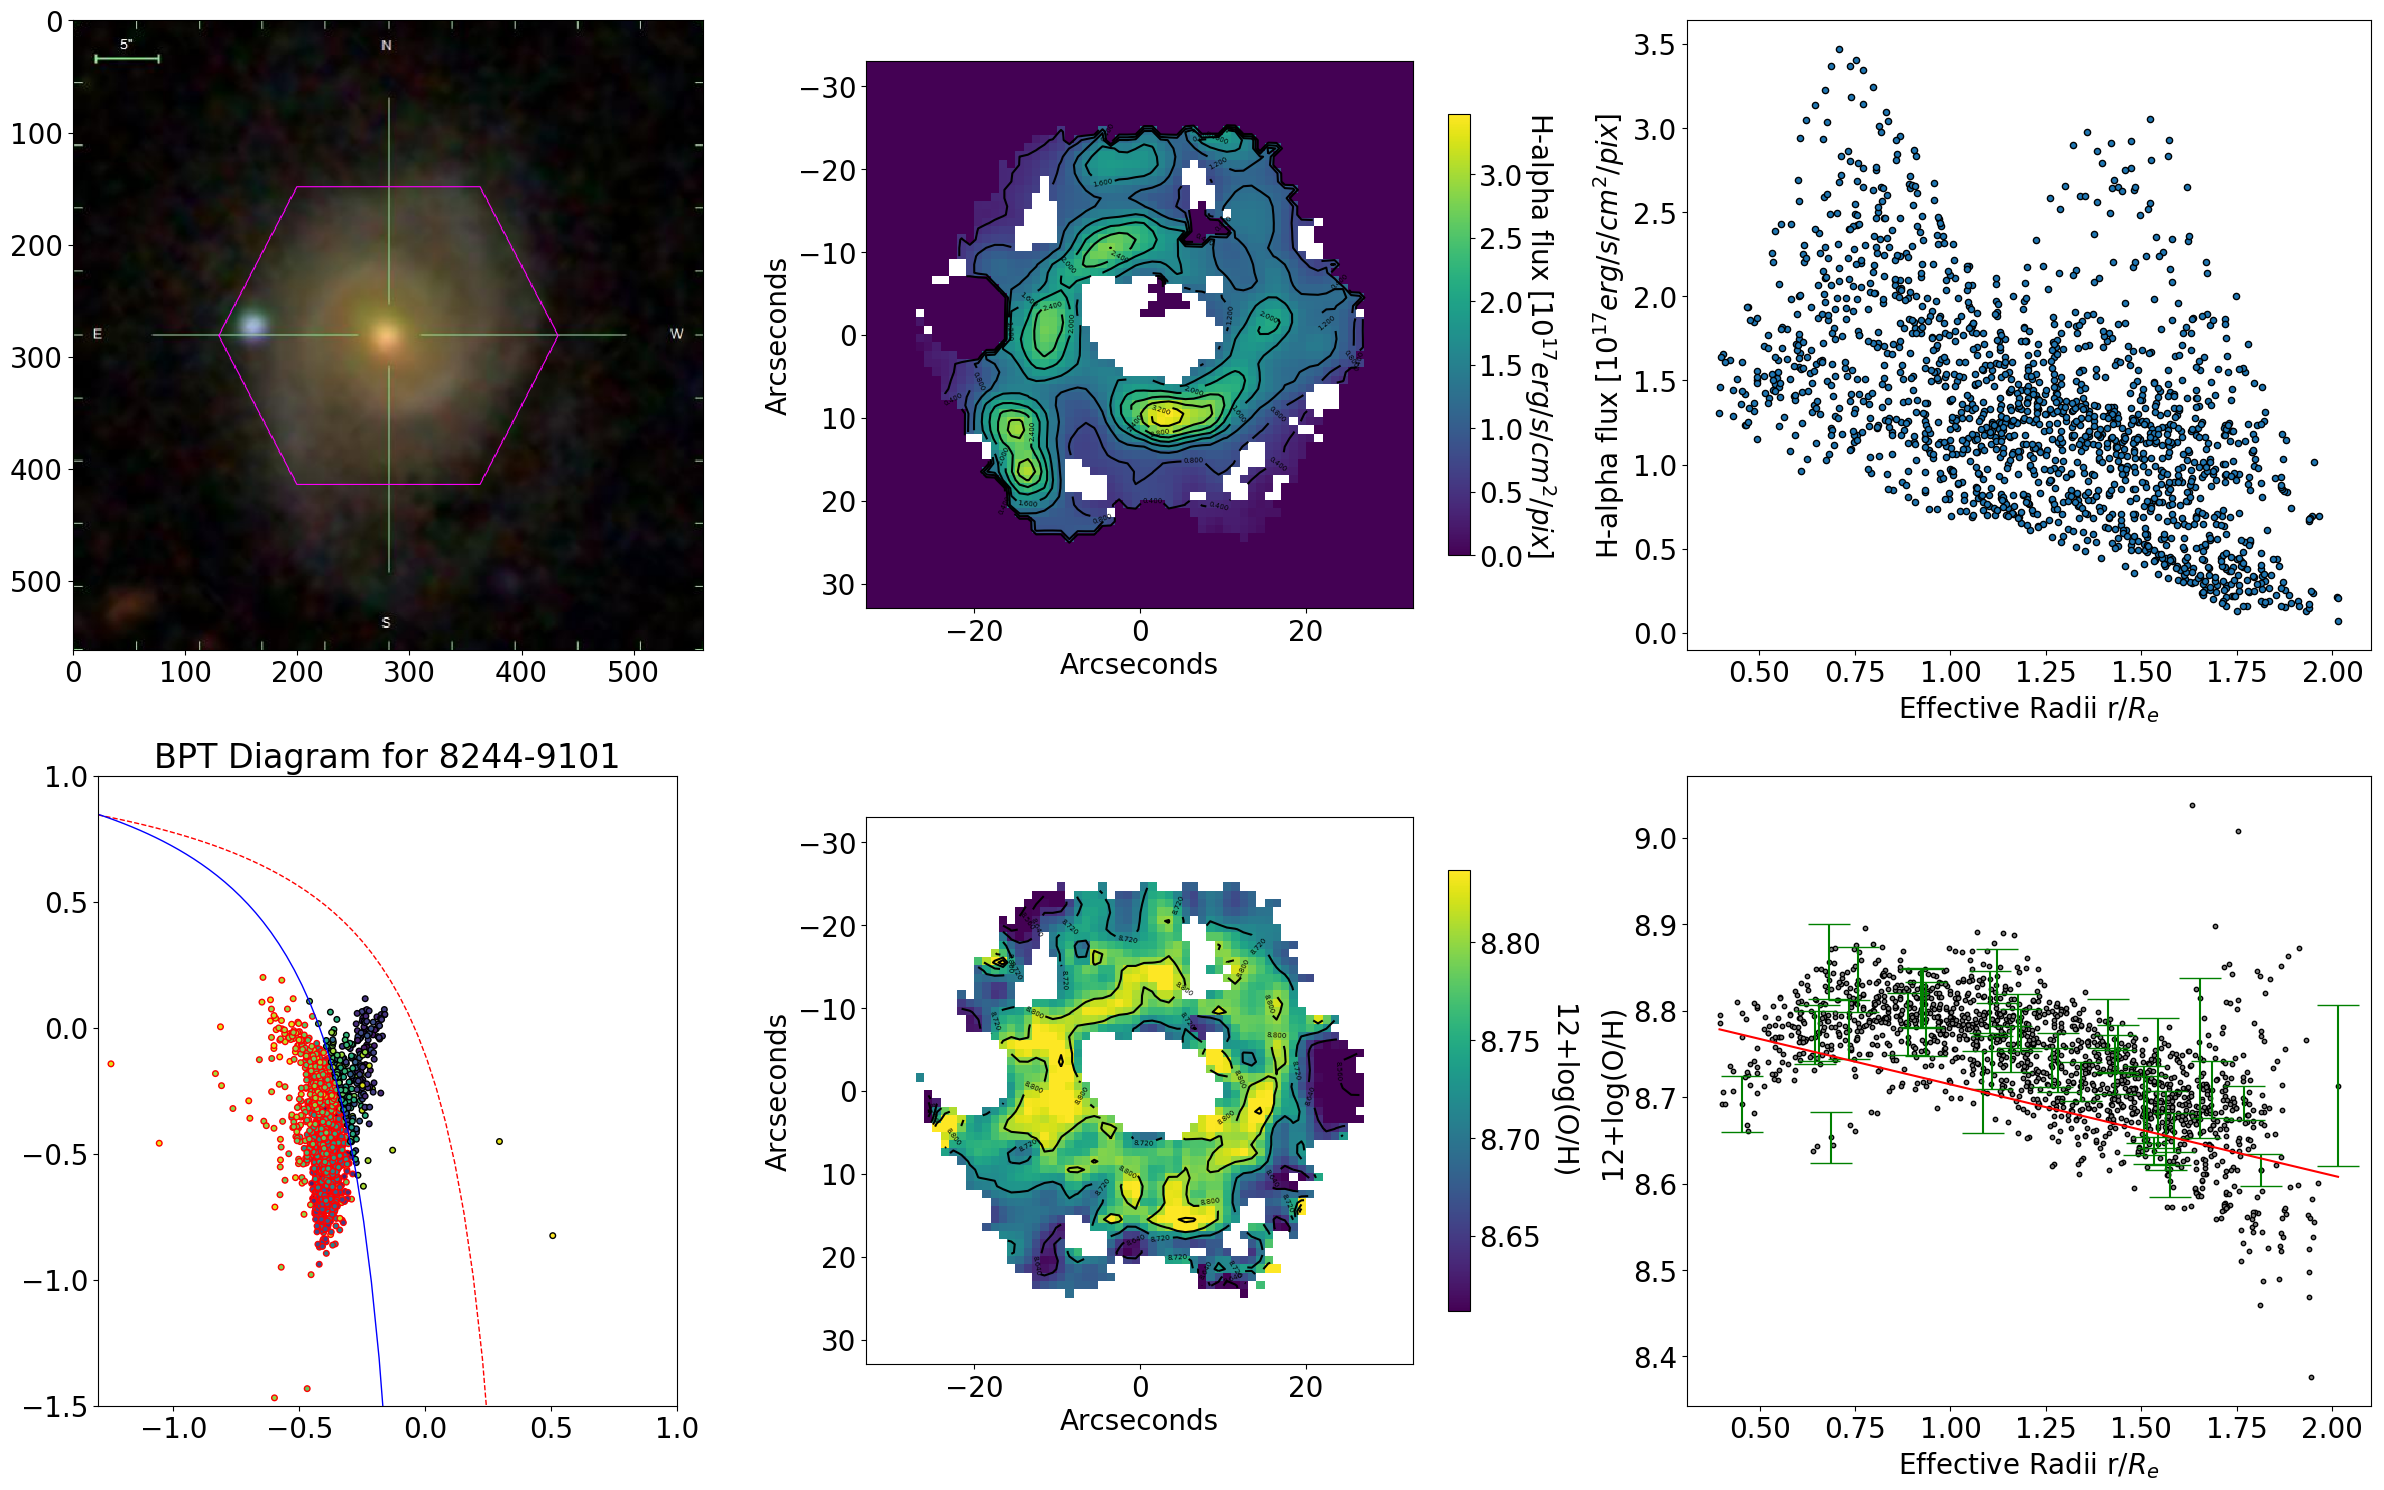 5"
N
E
W
S
0
100
200
300
400
500
0 100 200 300 400 500
−30
−20
−10
0
10
20
30
Arcseconds
−20 0 20
Arcseconds
3.0
2.5
2.0
1.5
1.0
0.5
0.0
H-alpha flux [10^17 erg/s/cm^2/pix]
3.5
3.0
2.5
2.0
1.5
1.0
0.5
0.0
H-alpha flux [10^17 erg/s/cm^2/pix]
0.50 0.75 1.00 1.25 1.50 1.75 2.00
Effective Radii r/R_e
BPT Diagram for 8244-9101
1.0
0.5
0.0
−0.5
−1.0
−1.5
−1.0 −0.5 0.0 0.5 1.0
−30
−20
−10
0
10
20
30
Arcseconds
−20 0 20
Arcseconds
8.80
8.75
8.70
8.65
12+log(O/H)
9.0
8.9
8.8
8.7
8.6
8.5
8.4
12+log(O/H)
0.50 0.75 1.00 1.25 1.50 1.75 2.00
Effective Radii r/R_e